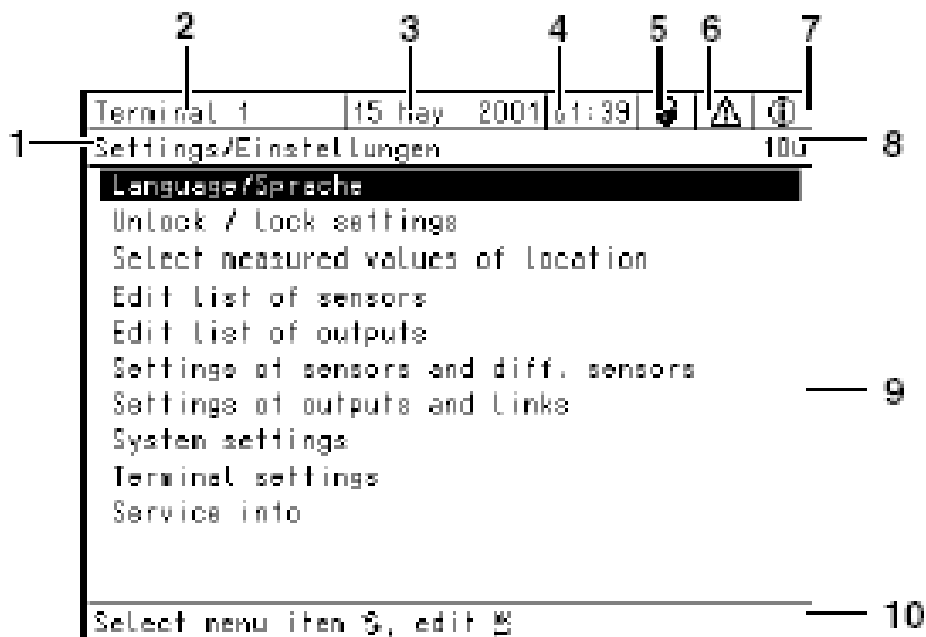 2 3 4 5 6 7
Terminal 1 15 May 2001 :39
1 Settings/Einstellungen 8
Language/Sprache
Unlock / lock settings
Select measured values of location
Edit list of sensors
Edit list of outputs
Settings of sensors and diff. sensors
9
Settings of outputs and links
System settings
Terminal settings
Service info
Select menu item , edit
10